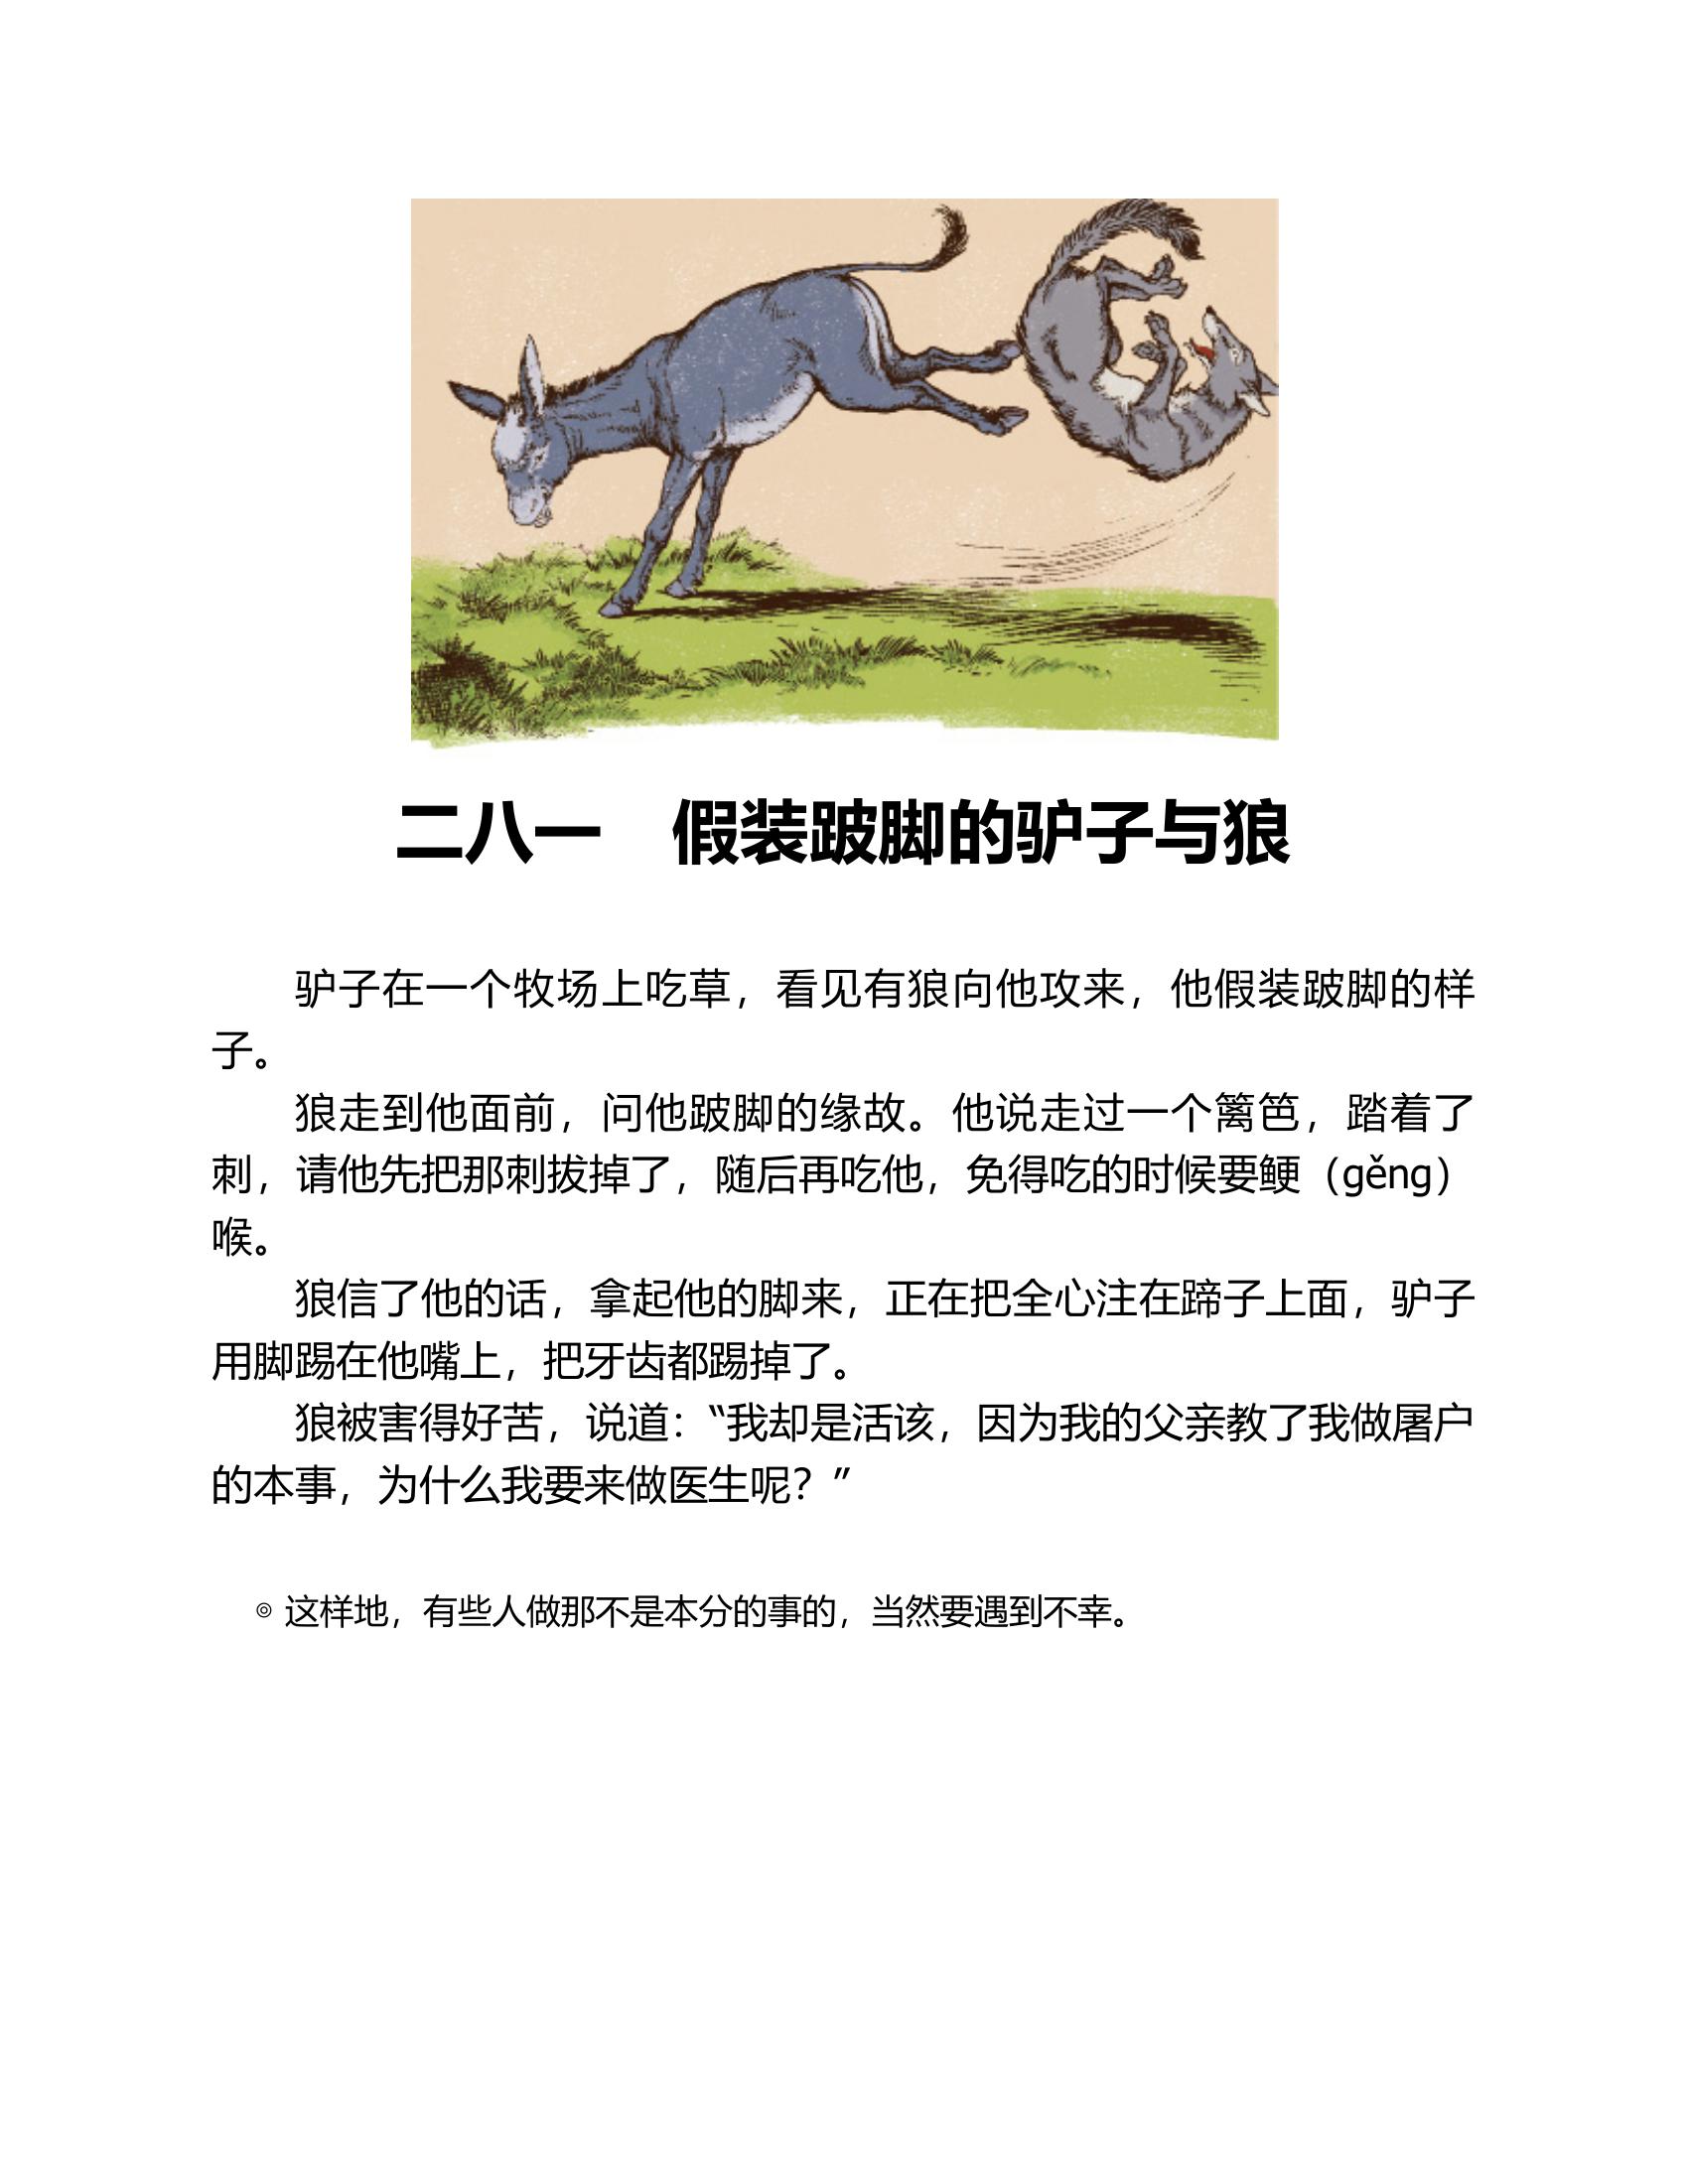 二八一　假装跛脚的驴子与狼
驴子在一个牧场上吃草，看见有狼向他攻来，他假装跛脚的样
子。
狼走到他面前，问他跛脚的缘故。他说走过一个篱笆，踏着了
刺，请他先把那刺拔掉了，随后再吃他，免得吃的时候要鲠（gěng）
喉。
狼信了他的话，拿起他的脚来，正在把全心注在蹄子上面，驴子
用脚踢在他嘴上，把牙齿都踢掉了。
狼被害得好苦，说道：“我却是活该，因为我的父亲教了我做屠户
的本事，为什么我要来做医生呢？”
◎ 这样地，有些人做那不是本分的事的，当然要遇到不幸。